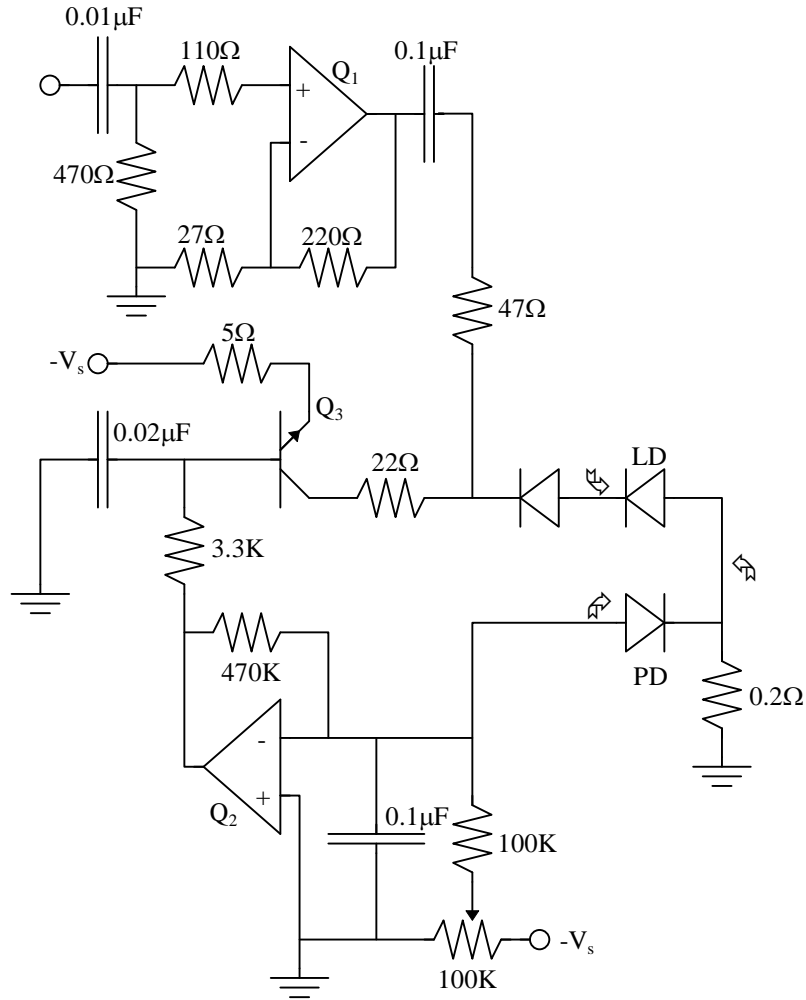 0.01μF
110Ω
Q₁
0.1μF
+
-
470Ω
27Ω
220Ω
47Ω
5Ω
-Vₛ
Q₃
0.02μF
22Ω
LD
3.3K
470K
PD
0.2Ω
-
+
Q₂
0.1μF
100K
-Vₛ
100K